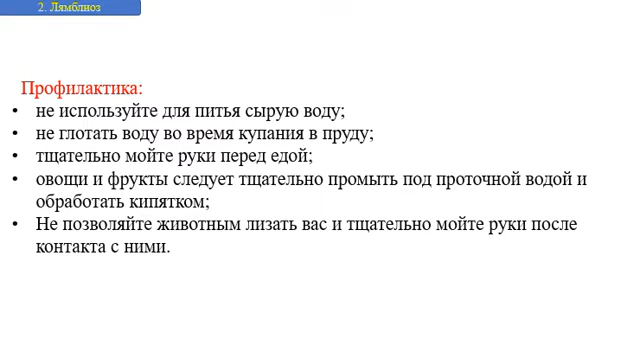 2. Лямблиоз
Профилактика:
• не используйте для питья сырую воду;
• не глотать воду во время купания в пруду;
• тщательно мойте руки перед едой;
• овощи и фрукты следует тщательно промыть под проточной водой и
обработать кипятком;
• Не позволяйте животным лизать вас и тщательно мойте руки после
контакта с ними.